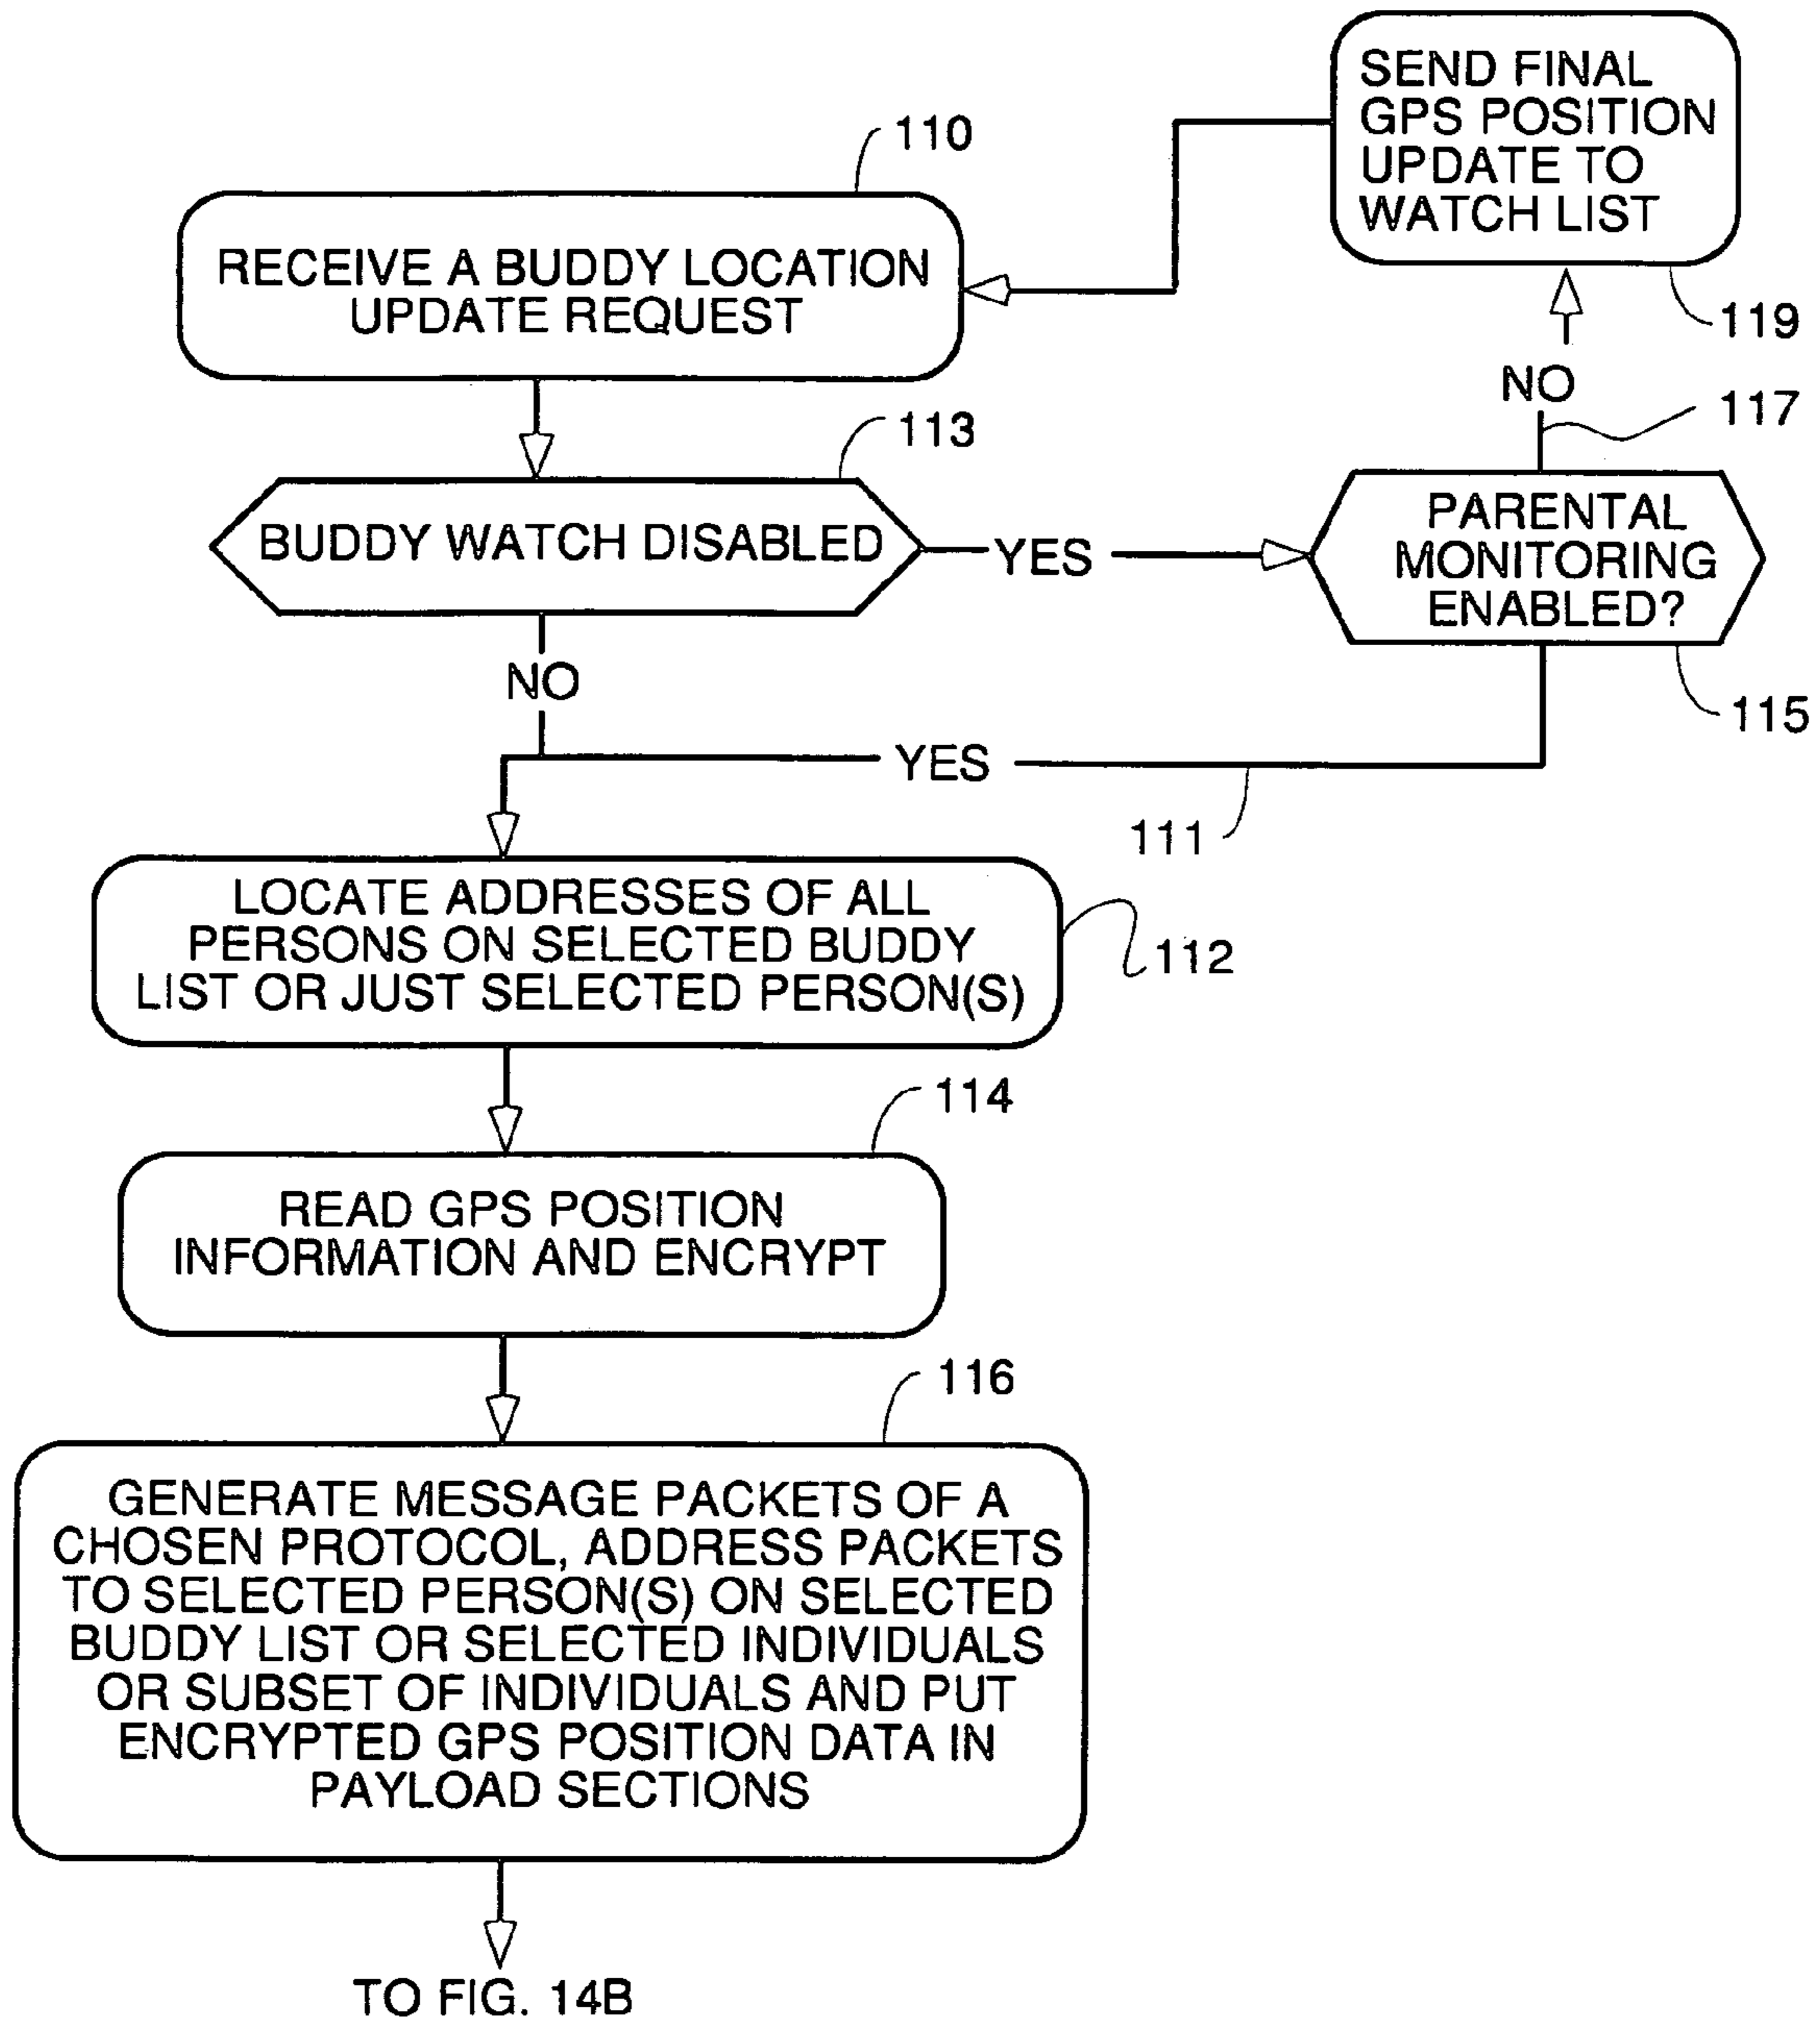 SEND FINAL
GPS POSITION
UPDATE TO
WATCH LIST
119
110
RECEIVE A BUDDY LOCATION
UPDATE REQUEST
NO
117
113
BUDDY WATCH DISABLED
YES
PARENTAL
MONITORING
ENABLED?
115
NO
YES
111
LOCATE ADDRESSES OF ALL
PERSONS ON SELECTED BUDDY
LIST OR JUST SELECTED PERSON(S)
112
114
READ GPS POSITION
INFORMATION AND ENCRYPT
116
GENERATE MESSAGE PACKETS OF A
CHOSEN PROTOCOL, ADDRESS PACKETS
TO SELECTED PERSON(S) ON SELECTED
BUDDY LIST OR SELECTED INDIVIDUALS
OR SUBSET OF INDIVIDUALS AND PUT
ENCRYPTED GPS POSITION DATA IN
PAYLOAD SECTIONS
TO FIG. 14B